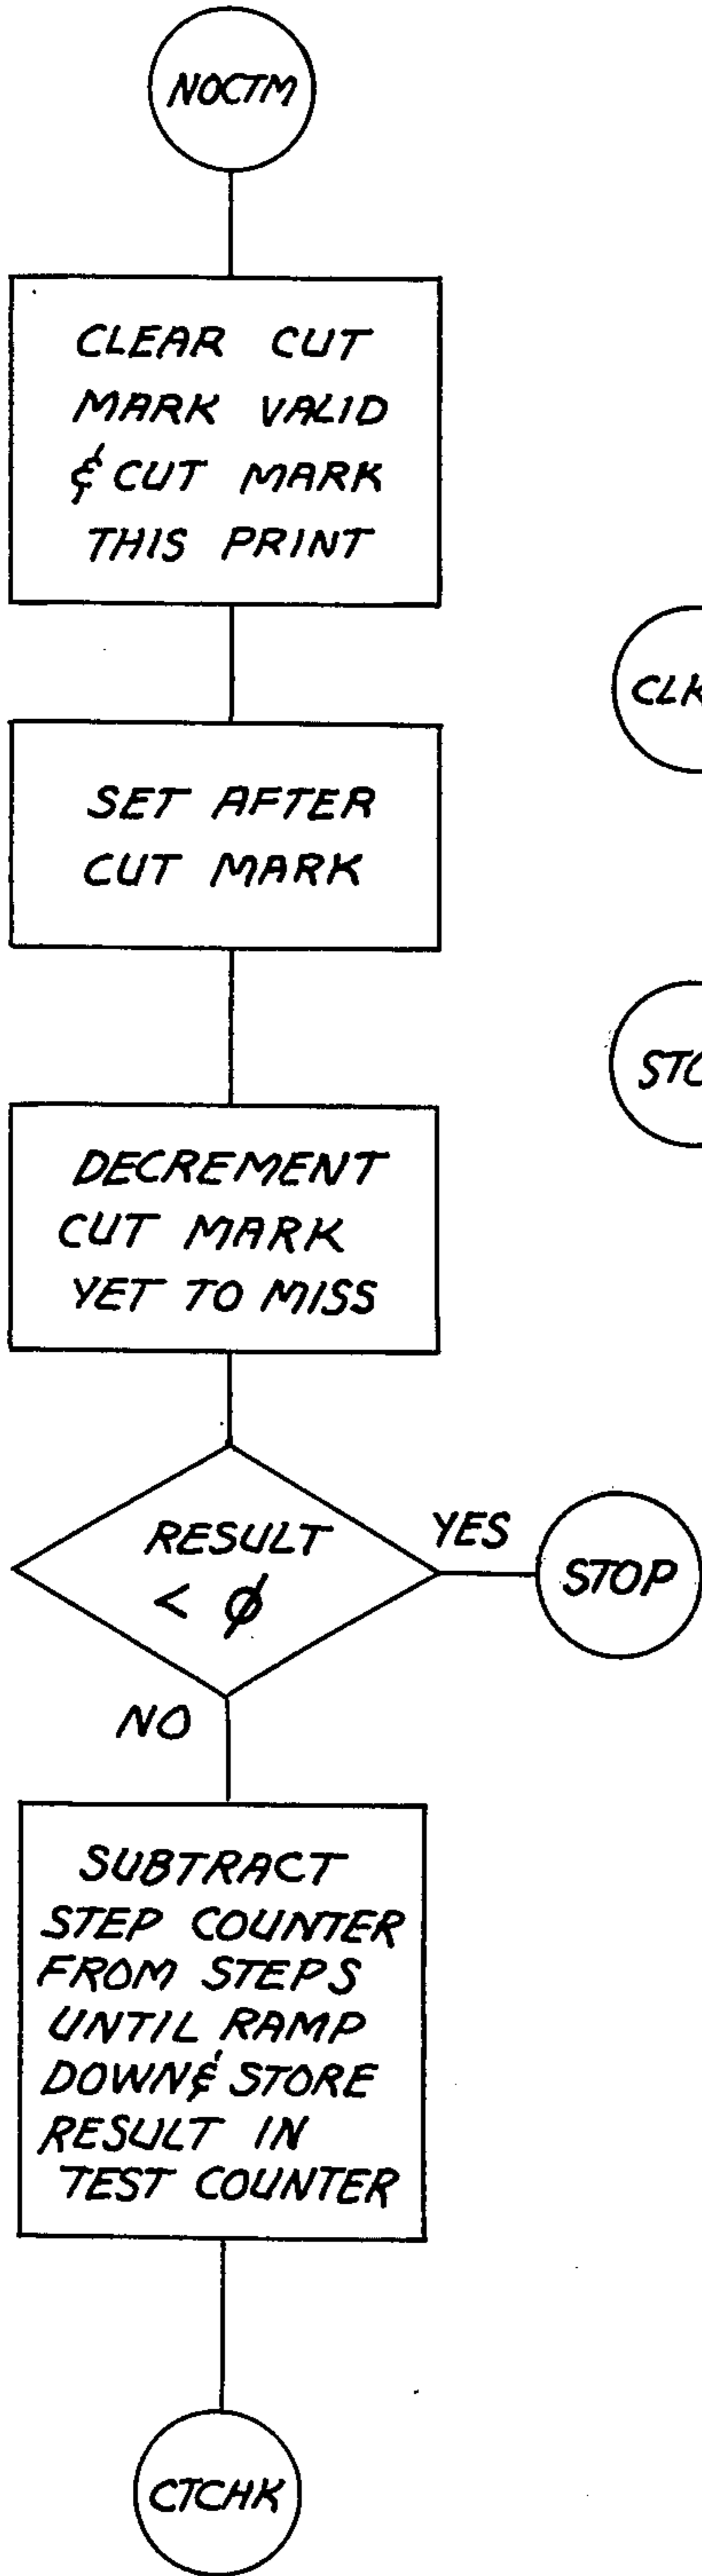 NOCTM
CLEAR CUT
MARK VALID
& CUT MARK
THIS PRINT
SET AFTER
CUT MARK
DECREMENT
CUT MARK
YET TO MISS
RESULT
< ϕ
YES
STOP
NO
SUBTRACT
STEP COUNTER
FROM STEPS
UNTIL RAMP
DOWN & STORE
RESULT IN
TEST COUNTER
CTCHK